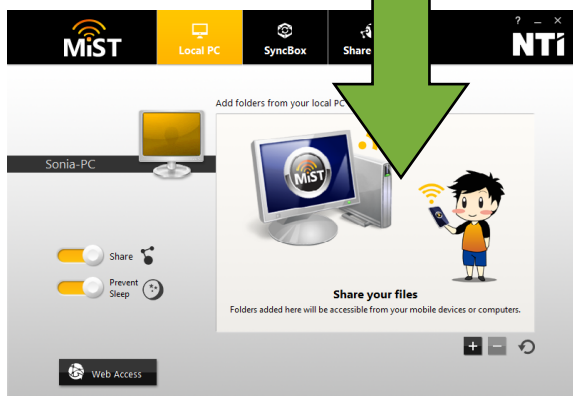 MiST
Local PC
SyncBox
Share
? – ×
NTi
Add folders from your local PC
Sonia-PC
MiST
Share
Prevent
Sleep
Share your files
Folders added here will be accessible from your mobile devices or computers.
Web Access